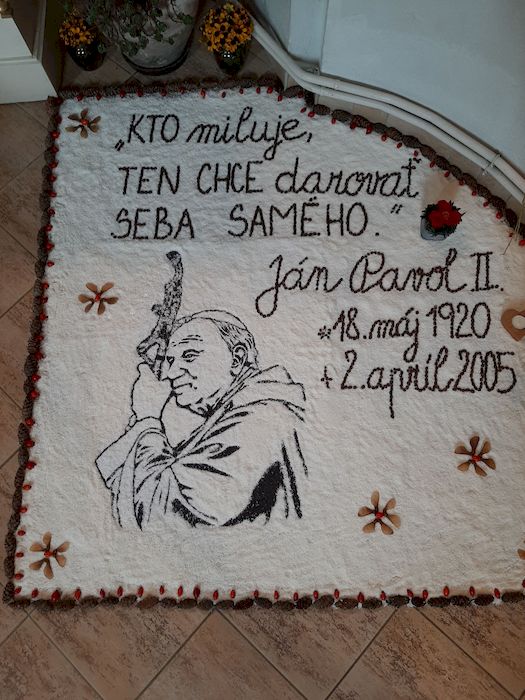 „KTO miluje,
TEN CHCE darovať
SEBA SAMÉHO.“
Ján Pavol II.
*18. máj 1920
+ 2. apríl 2005